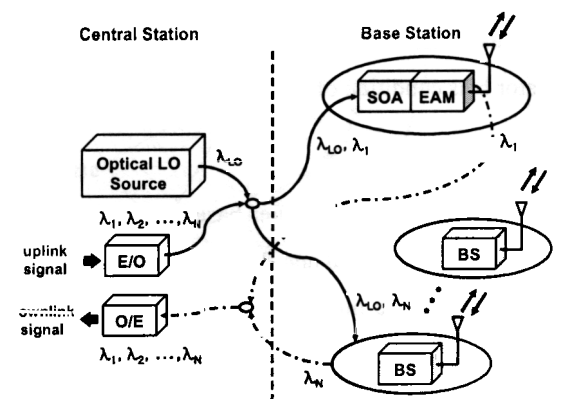 Central Station
Base Station
SOA
EAM
λLO
λLO, λ1
λ1
Optical LO
Source
λ1, λ2, ...,λN
uplink
signal
E/O
BS
signal
O/E
λLO, λN
λ1, λ2, ...,λN
λN
BS